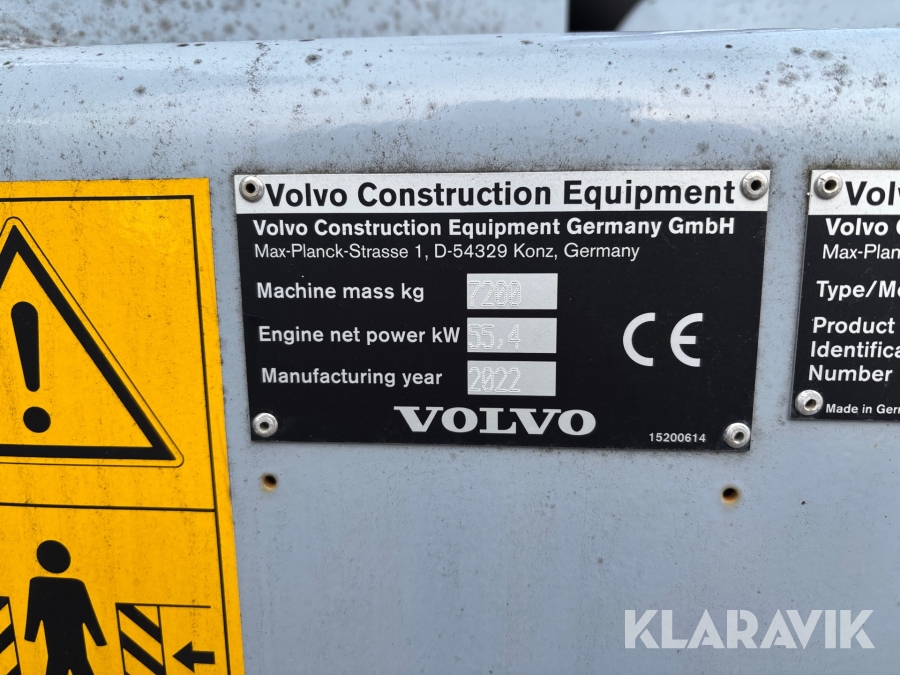 Volvo Construction Equipment
Volvo Construction Equipment Germany GmbH
Max-Planck-Strasse 1, D-54329 Konz, Germany
Machine mass kg 7200
Engine net power kW 55,4
Manufacturing year 2022
VOLVO
15200614
CE
Volv
Volvo
Max-Plan
Type/Mo
Product
Identifica
Number
Made in Ger
KLARAVIK